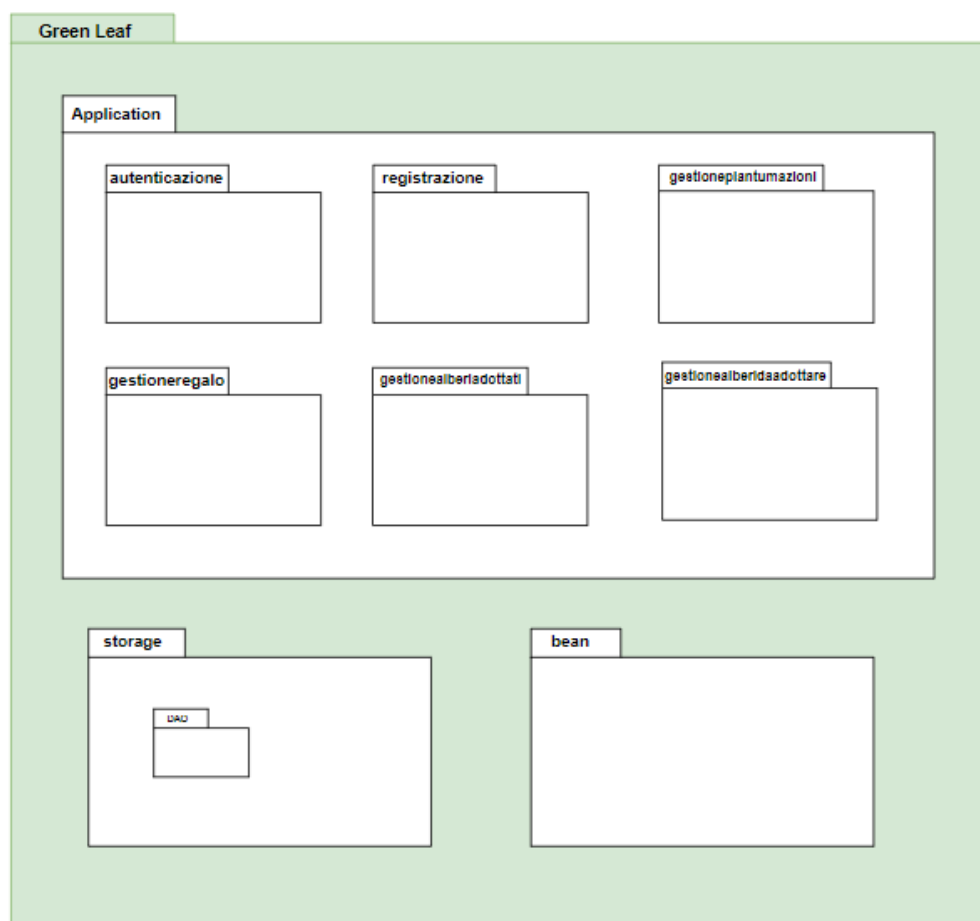 Green Leaf
Application
autenticazione
registrazione
gestionepiantumazioni
gestioneregalo
gestionealberiadottati
gestionealberidaadottare
storage
bean
DAO